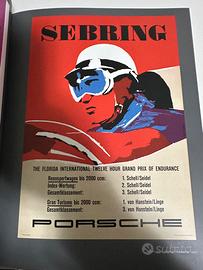 SEBRING
THE FLORIDA INTERNATIONAL TWELVE HOUR GRAND PRIX OF ENDURANCE
Rennsportwagen bis 2000 ccm: 1. Schell/Seidel
Index-Wertung: 2. Schell/Seidel
Gesamtklassement: 3. Schell/Seidel
Gran Turismo bis 2000 ccm: 1. von Hanstein/Linge
Gesamtklassement: 3. von Hanstein/Linge
PORSCHE
subito